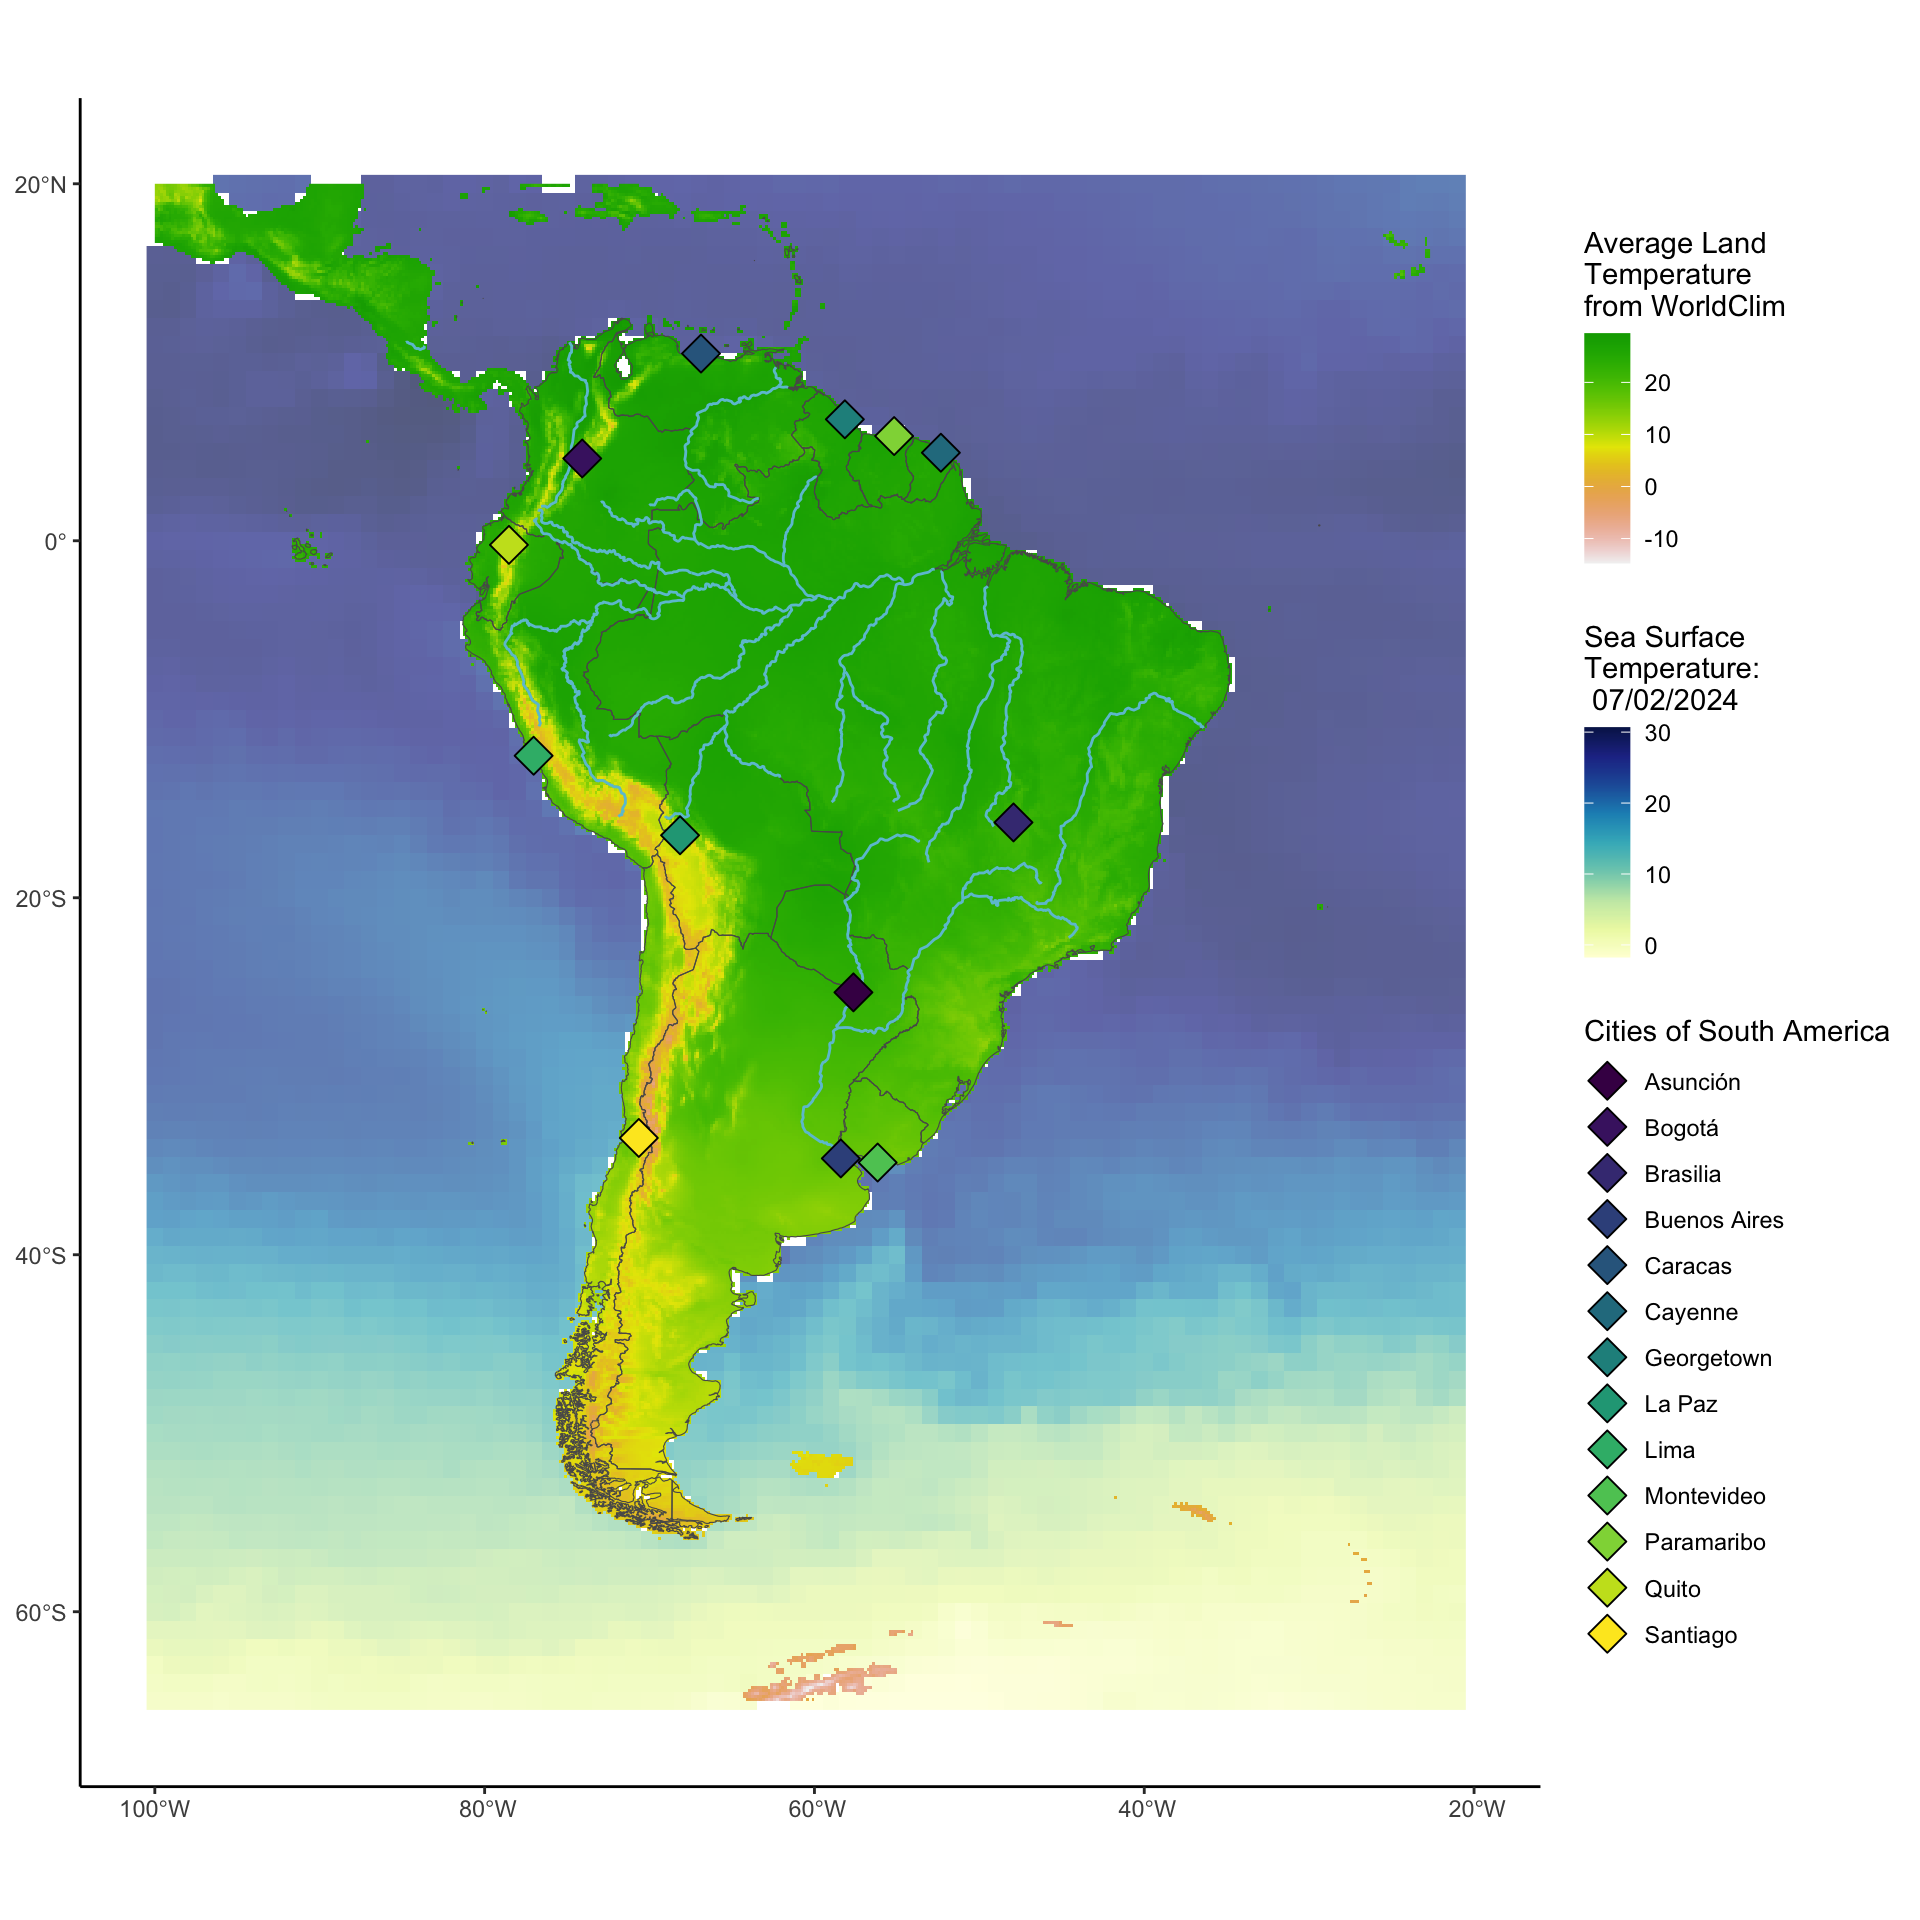 20°N
0°
20°S
40°S
60°S
100°W
80°W
60°W
40°W
20°W
Average Land
Temperature
from WorldClim
20
10
0
-10
Sea Surface
Temperature:
07/02/2024
30
20
10
0
Cities of South America
Asunción
Bogotá
Brasilia
Buenos Aires
Caracas
Cayenne
Georgetown
La Paz
Lima
Montevideo
Paramaribo
Quito
Santiago